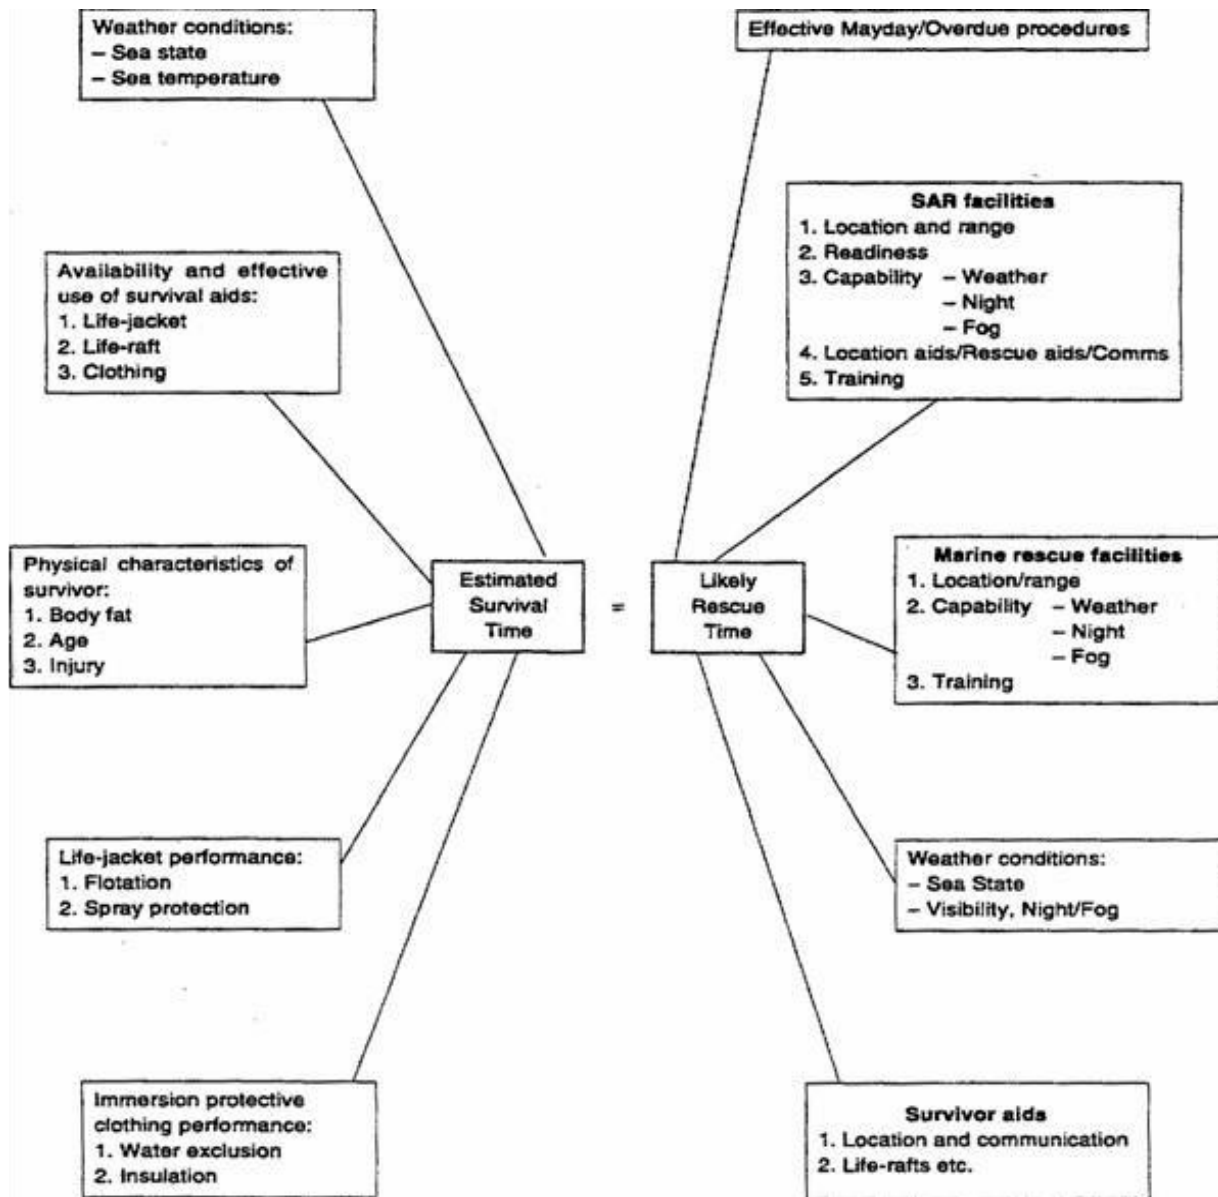 Weather conditions:
– Sea state
– Sea temperature
Effective Mayday/Overdue procedures
SAR facilities
1. Location and range
2. Readiness
3. Capability – Weather
– Night
– Fog
4. Location aids/Rescue aids/Comms
5. Training
Availability and effective
use of survival aids:
1. Life-jacket
2. Life-raft
3. Clothing
Physical characteristics of
survivor:
1. Body fat
2. Age
3. Injury
Estimated
Survival
Time
=
Likely
Rescue
Time
Marine rescue facilities
1. Location/range
2. Capability – Weather
– Night
– Fog
3. Training
Life-jacket performance:
1. Flotation
2. Spray protection
Weather conditions:
– Sea State
– Visibility, Night/Fog
Immersion protective
clothing performance:
1. Water exclusion
2. Insulation
Survivor aids
1. Location and communication
2. Life-rafts etc.